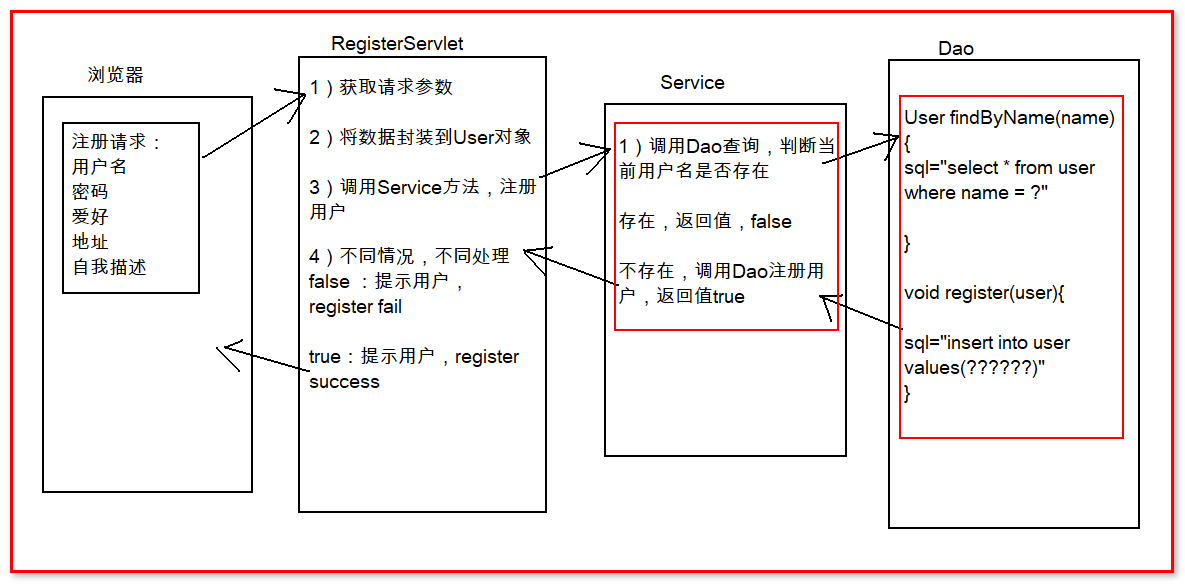 浏览器
注册请求：
用户名
密码
爱好
地址
自我描述
RegisterServlet
1）获取请求参数
2）将数据封装到User对象
3）调用Service方法，注册
用户
4）不同情况，不同处理
false ：提示用户，
register fail
true：提示用户，register
success
Service
1）调用Dao查询，判断当
前用户名是否存在
存在，返回值，false
不存在，调用Dao注册用
户，返回值true
Dao
User findByName(name)
{
sql="select * from user
where name = ?"
}
void register(user){
sql="insert into user
values(??????)"
}